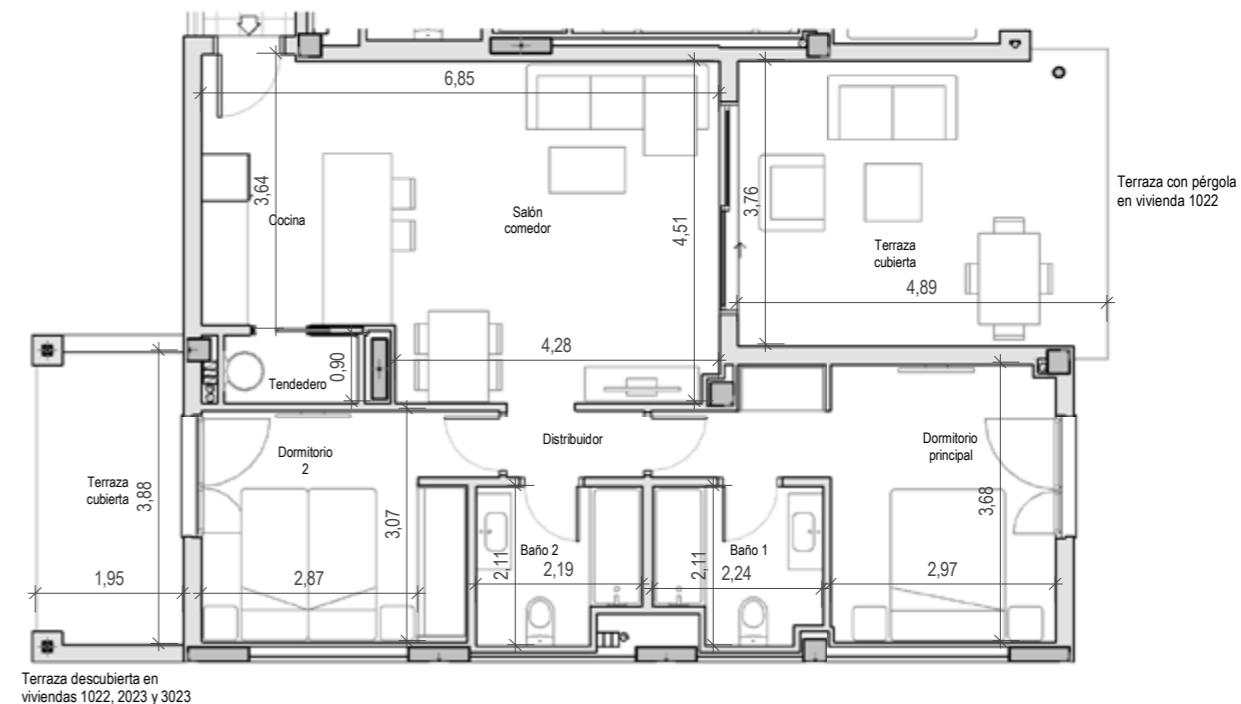 6,85
3,64
Cocina
Salón
comedor
4,51
3,76
Terraza
cubierta
4,89
Terraza con pérgola
en vivienda 1022
4,28
0,90
Tendedero
Distribuidor
Dormitorio
2
Dormitorio
principal
Terraza
cubierta
3,88
3,07
3,68
Baño 2
2,11
2,19
Baño 1
2,11
2,24
1,95
2,87
2,97
Terraza descubierta en
viviendas 1022, 2023 y 3023